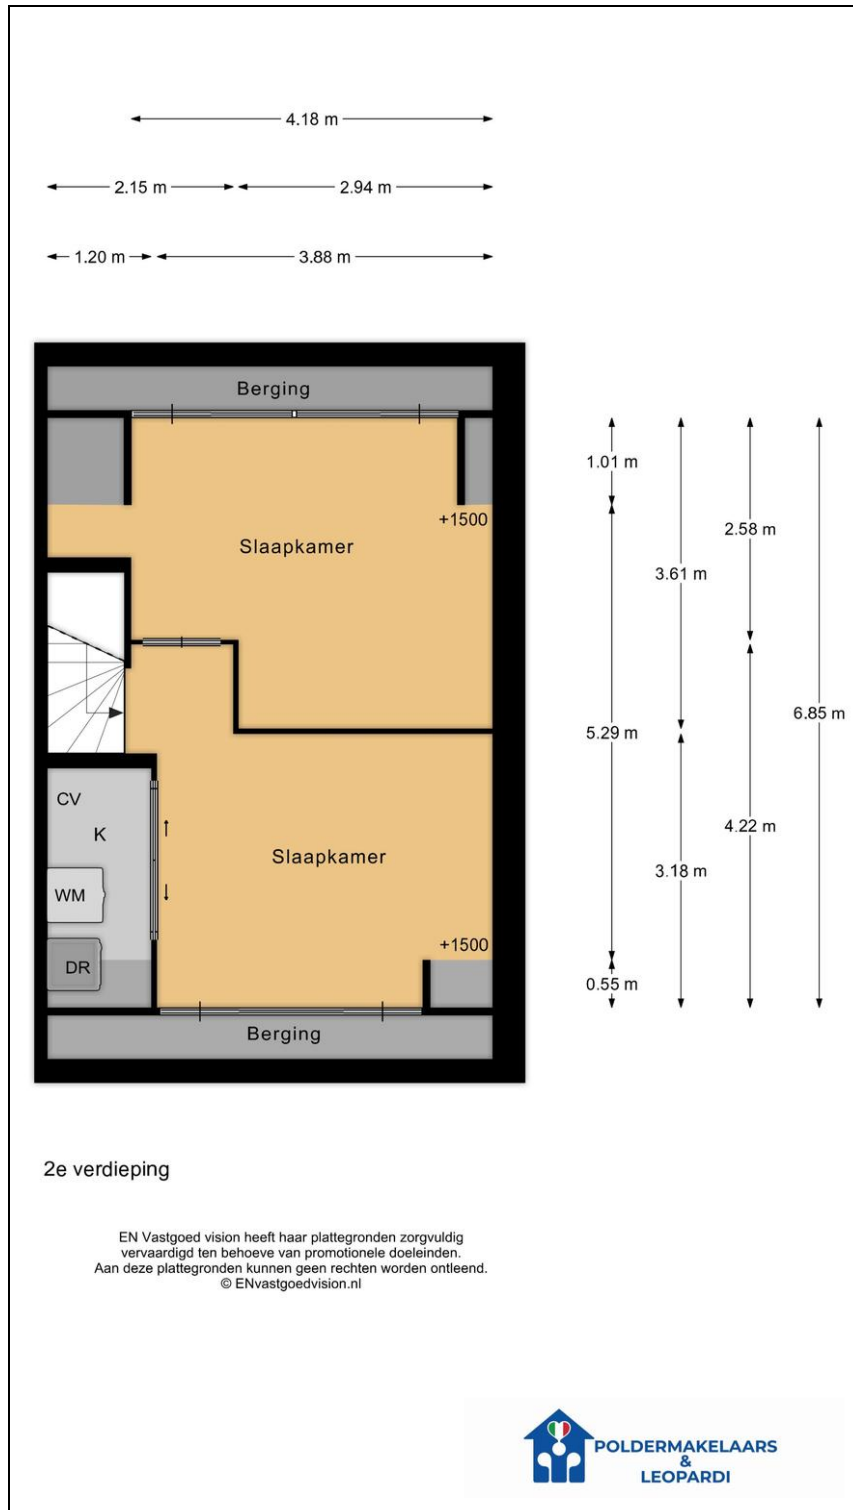 4.18 m
2.15 m
2.94 m
1.20 m
3.88 m
Berging
1.01 m
+1500
2.58 m
Slaapkamer
3.61 m
6.85 m
5.29 m
CV
4.22 m
K
Slaapkamer
3.18 m
WM
+1500
DR
0.55 m
Berging
2e verdieping
EN Vastgoed vision heeft haar plattegronden zorgvuldig
vervaardigd ten behoeve van promotionele doeleinden.
Aan deze plattegronden kunnen geen rechten worden ontleend.
© ENvastgoedvision.nl
POLDERMAKELAARS
&
LEOPARDI